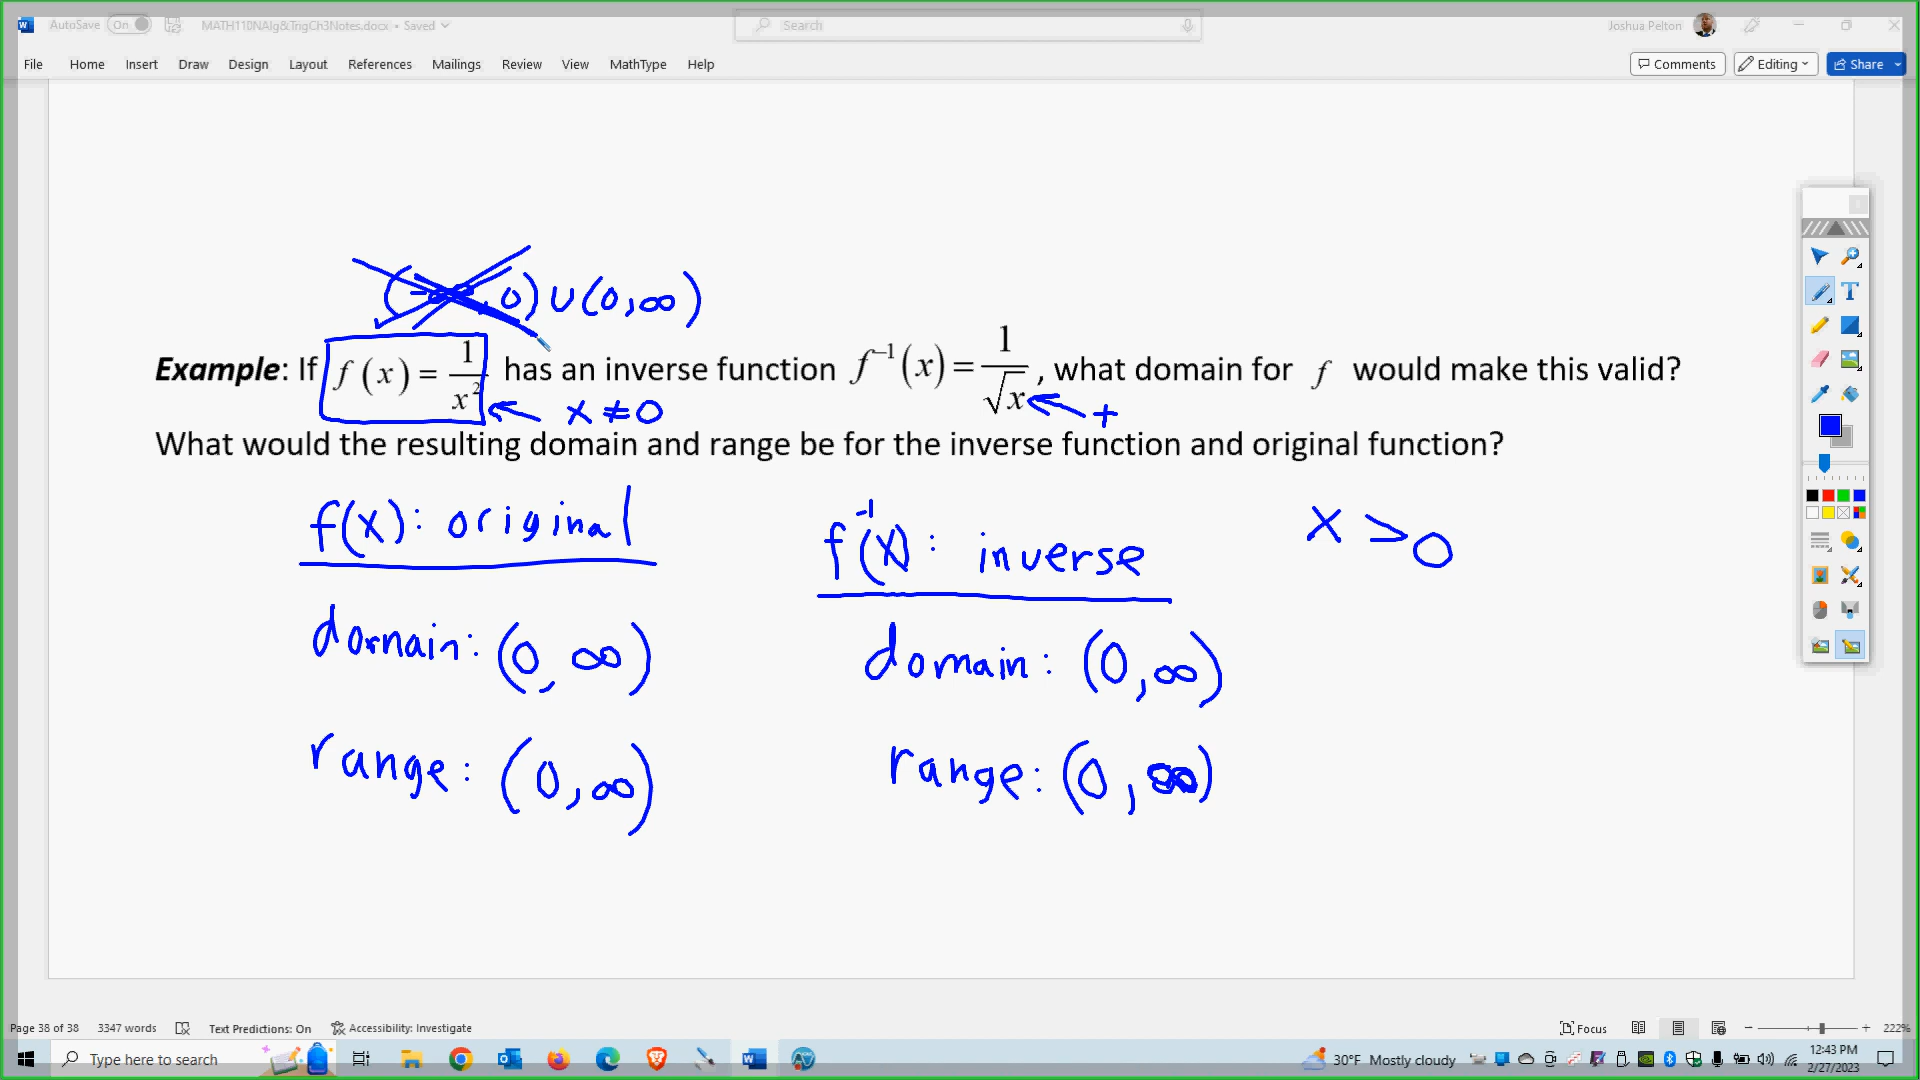 AutoSave On MATH110NAlg&TrigCh3Notes.docx • Saved Search Joshua Pelton
File Home Insert Draw Design Layout References Mailings Review View MathType Help Comments Editing Share
(-∞, 0) ∪ (0, ∞)
Example: If f(x) = 1/x² has an inverse function f⁻¹(x) = 1/√x, what domain for f would make this valid?
x ≠ 0 +
What would the resulting domain and range be for the inverse function and original function?
f(x): original f⁻¹(x): inverse x > 0
domain: (0, ∞) domain: (0, ∞)
range: (0, ∞) range: (0, ∞)
Page 38 of 38 3347 words Text Predictions: On Accessibility: Investigate Focus 222%
Type here to search 30°F Mostly cloudy 12:43 PM
2/27/2023